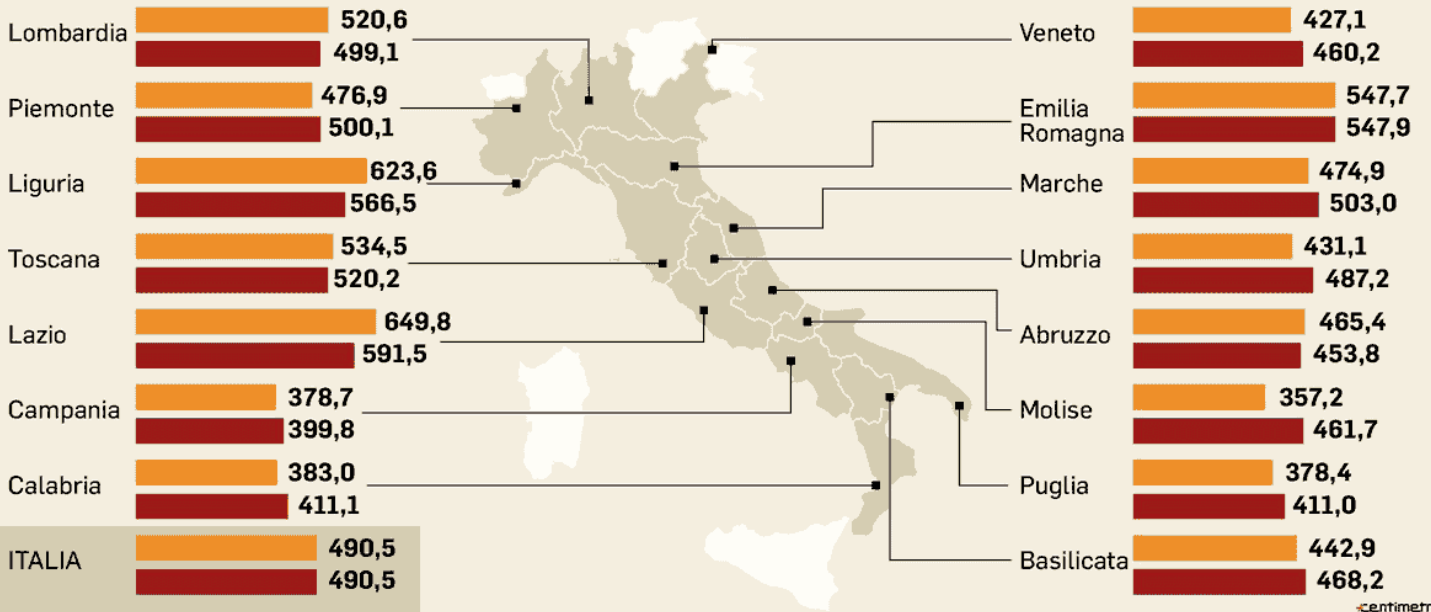 Lombardia
520,6
499,1
Piemonte
476,9
500,1
Liguria
623,6
566,5
Toscana
534,5
520,2
Lazio
649,8
591,5
Campania
378,7
399,8
Calabria
383,0
411,1
ITALIA
490,5
490,5
Veneto
427,1
460,2
Emilia
Romagna
547,7
547,9
Marche
474,9
503,0
Umbria
431,1
487,2
Abruzzo
465,4
453,8
Molise
357,2
461,7
Puglia
378,4
411,0
Basilicata
442,9
468,2
centimetr